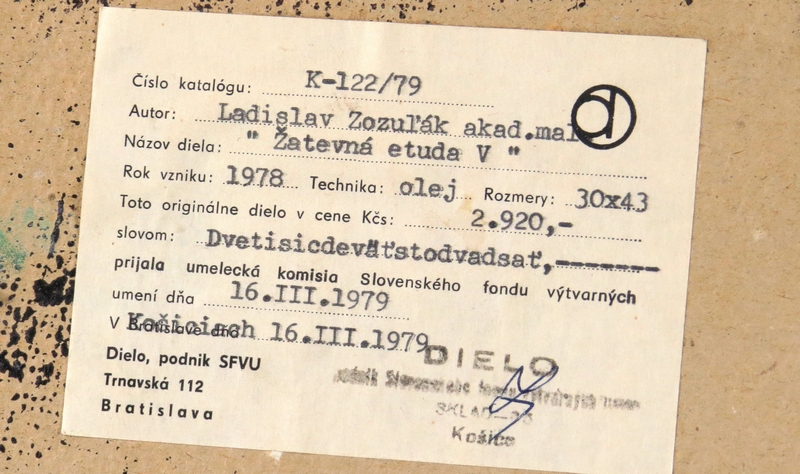 Číslo katalógu: K-122/79
Autor: Ladislav Zozuľák akad.mal
Názov diela: " Žatevná etuda V "
Rok vzniku: 1978 Technika: olej Rozmery: 30x43
Toto originálne dielo v cene Kčs: 2.920,-
slovom: Dvetisicdeväťstodvadsať,-------
prijala umelecká komisia Slovenského fondu výtvarných
umení dňa 16.III.1979
V Košiciach 16.III.1979
Dielo, podnik SFVU
Trnavská 112
Bratislava
DIELO
Košice